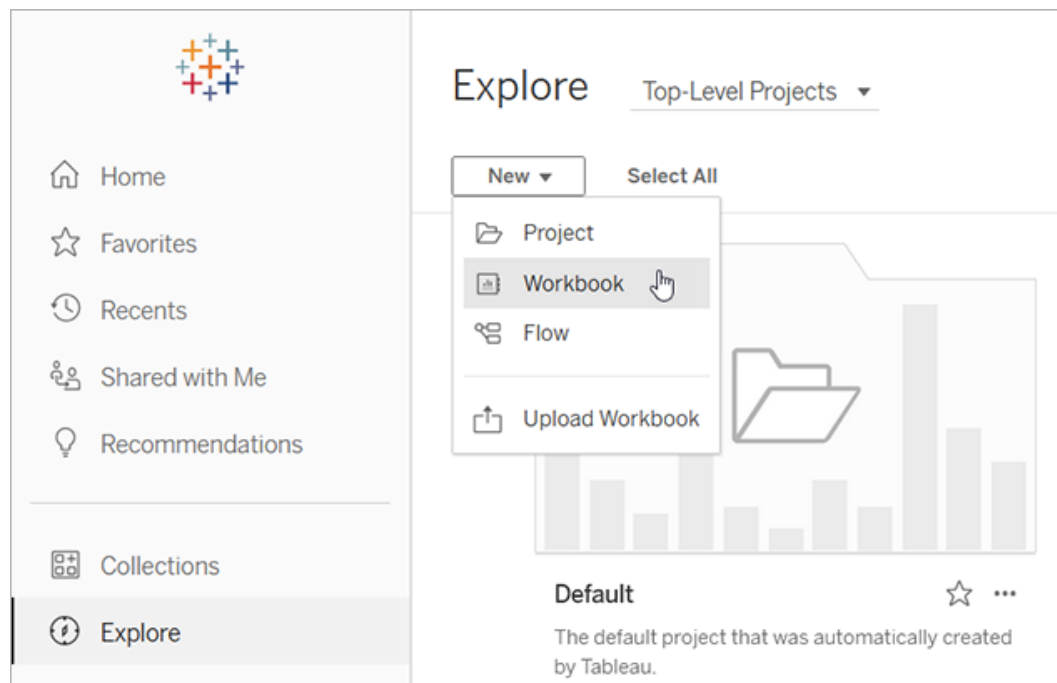 Home
Favorites
Recents
Shared with Me
Recommendations
Collections
Explore
Explore
Top-Level Projects
New
Select All
Project
Workbook
Flow
Upload Workbook
Default
The default project that was automatically created
by Tableau.